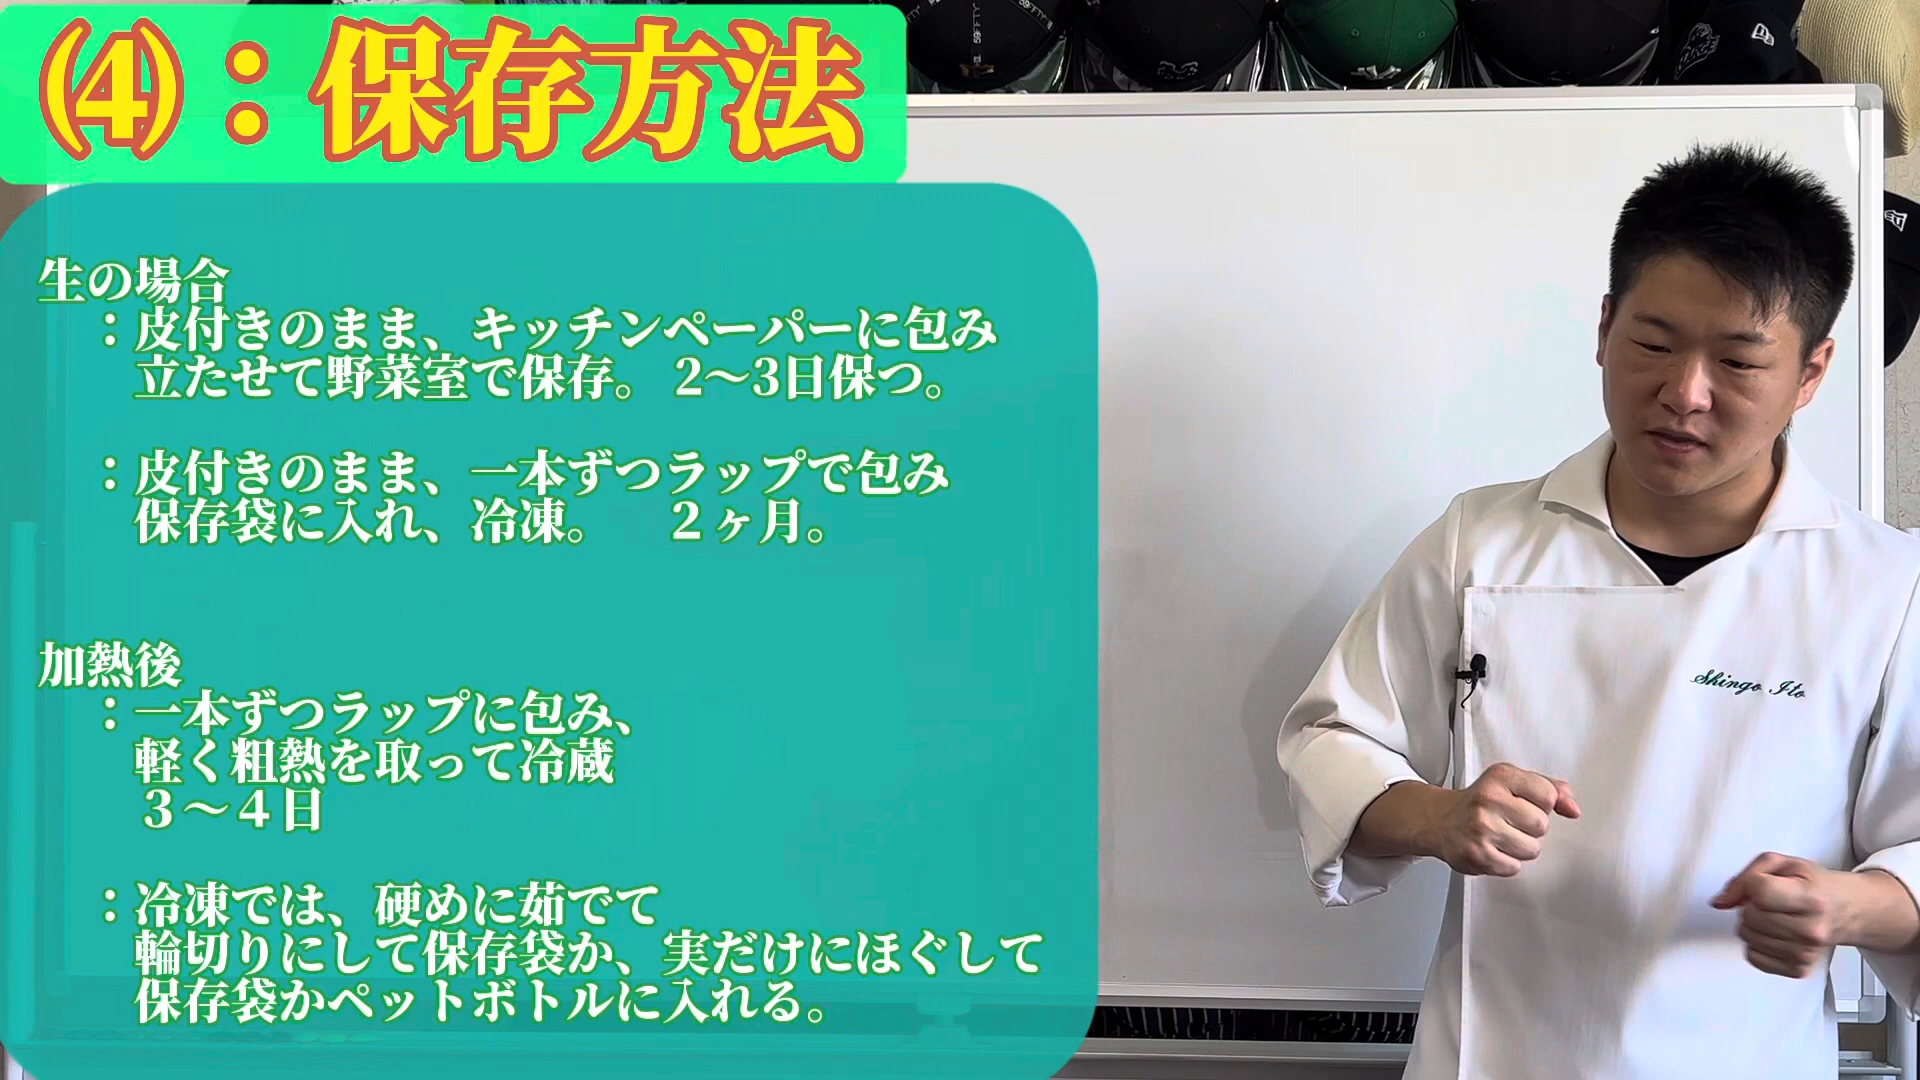 (4)：保存方法
生の場合
：皮付きのまま、キッチンペーパーに包み
立たせて野菜室で保存。 2〜3日保つ。
：皮付きのまま、一本ずつラップで包み
保存袋に入れ、冷凍。　２ヶ月。
加熱後
：一本ずつラップに包み、
軽く粗熱を取って冷蔵
３〜４日
：冷凍では、硬めに茹でて
輪切りにして保存袋か、実だけにほぐして
保存袋かペットボトルに入れる。
Shingo Ito
59FIFTY